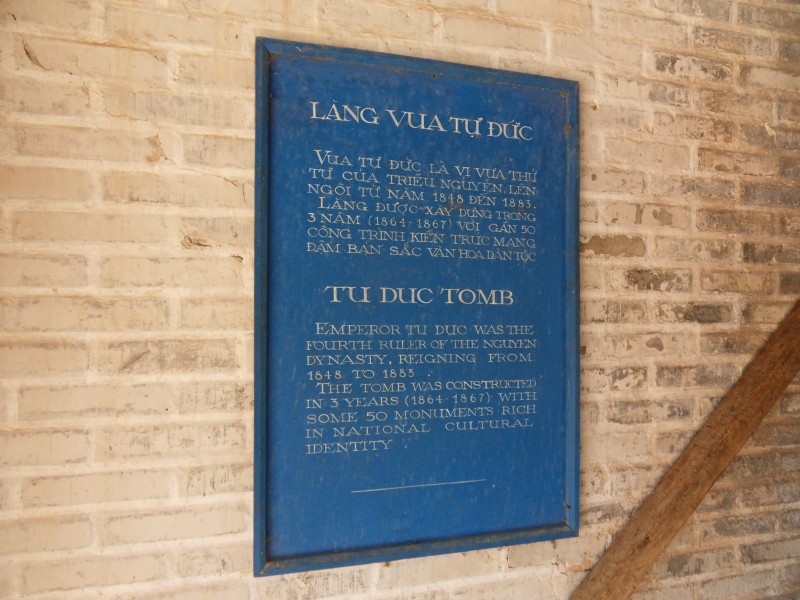 LĂNG VUA TỰ ĐỨC
VUA TỰ ĐỨC LÀ VỊ VUA THỨ
TƯ CỦA TRIỀU NGUYỄN, LÊN
NGÔI TỪ NĂM 1848 ĐẾN 1883.
LĂNG ĐƯỢC XÂY DỰNG TRONG
3 NĂM (1864-1867) VỚI GẦN 50
CÔNG TRÌNH KIẾN TRÚC MANG
ĐẬM BẢN SẮC VĂN HÓA DÂN TỘC
TU DUC TOMB
EMPEROR TU DUC WAS THE
FOURTH RULER OF THE NGUYEN
DYNASTY, REIGNING FROM
1848 TO 1883.
THE TOMB WAS CONSTRUCTED
IN 3 YEARS (1864-1867) WITH
SOME 50 MONUMENTS RICH
IN NATIONAL CULTURAL
IDENTITY